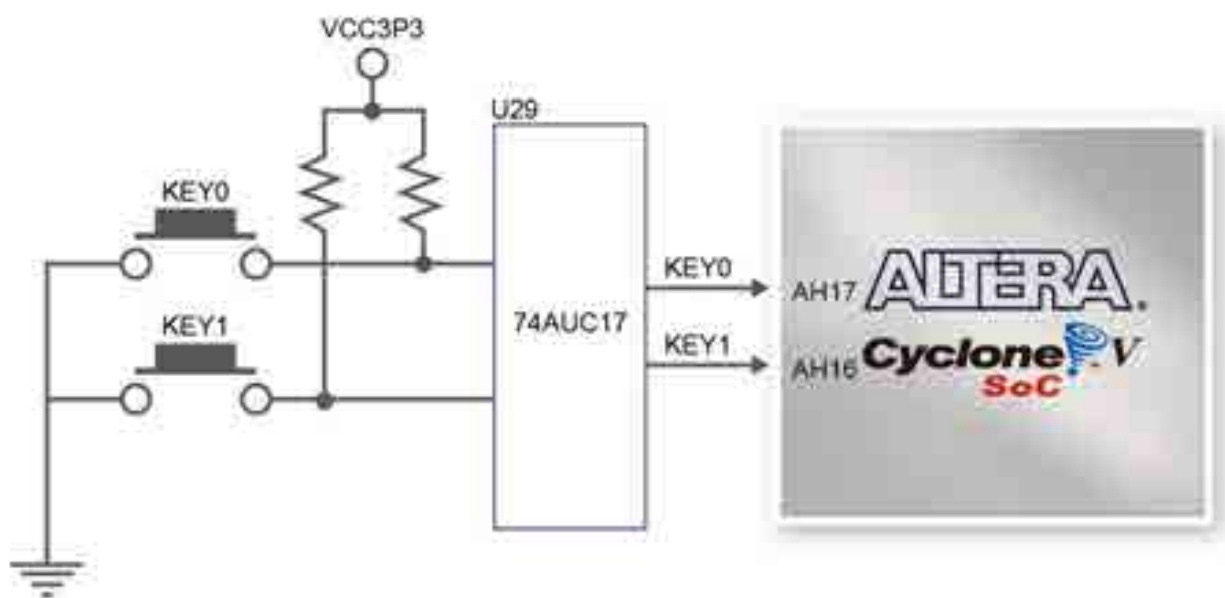 VCC3P3
U29
KEY0
KEY1
74AUC17
KEY0
KEY1
AH17
AH16
ALTERA.
Cyclone V
SoC